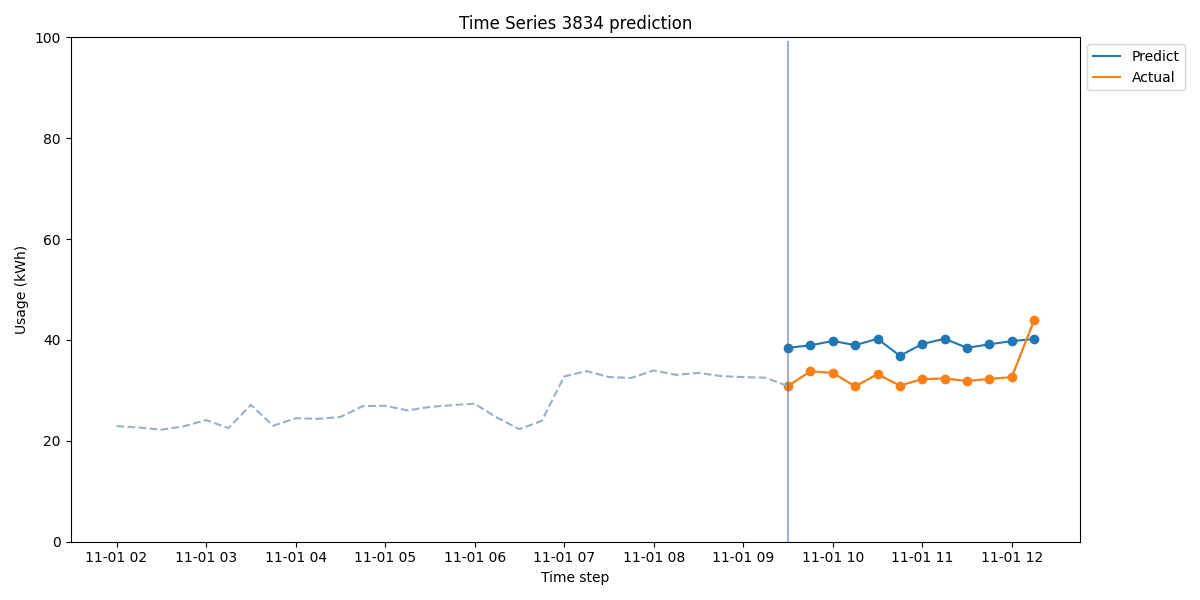 Time Series 3834 prediction
100
80
60
40
20
0
Usage (kWh)
Predict
Actual
11-01 02 11-01 03 11-01 04 11-01 05 11-01 06 11-01 07 11-01 08 11-01 09 11-01 10 11-01 11 11-01 12
Time step